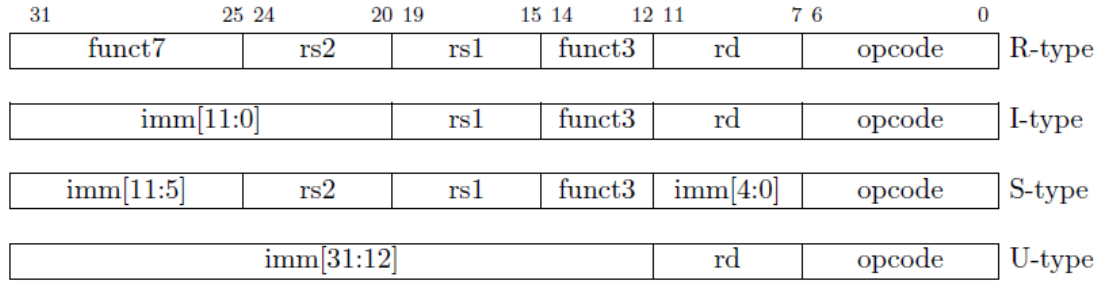 31 25 24 20 19 15 14 12 11 7 6 0
funct7 rs2 rs1 funct3 rd opcode R-type
imm[11:0] rs1 funct3 rd opcode I-type
imm[11:5] rs2 rs1 funct3 imm[4:0] opcode S-type
imm[31:12] rd opcode U-type